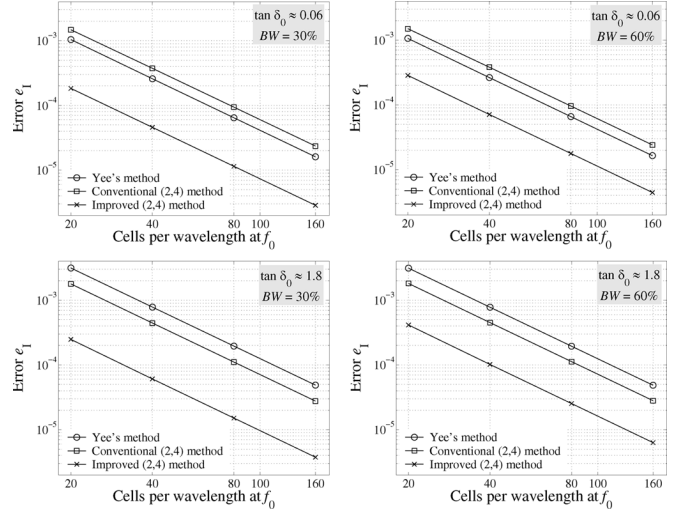 tan δ0 ≈ 0.06
BW = 30%
10^-3
10^-4
10^-5
Error eI
Yee's method
Conventional (2,4) method
Improved (2,4) method
20 40 80 100 160
Cells per wavelength at f0
tan δ0 ≈ 0.06
BW = 60%
10^-3
10^-4
10^-5
Error eI
Yee's method
Conventional (2,4) method
Improved (2,4) method
20 40 80 100 160
Cells per wavelength at f0
tan δ0 ≈ 1.8
BW = 30%
10^-3
10^-4
10^-5
Error eI
Yee's method
Conventional (2,4) method
Improved (2,4) method
20 40 80 100 160
Cells per wavelength at f0
tan δ0 ≈ 1.8
BW = 60%
10^-3
10^-4
10^-5
Error eI
Yee's method
Conventional (2,4) method
Improved (2,4) method
20 40 80 100 160
Cells per wavelength at f0